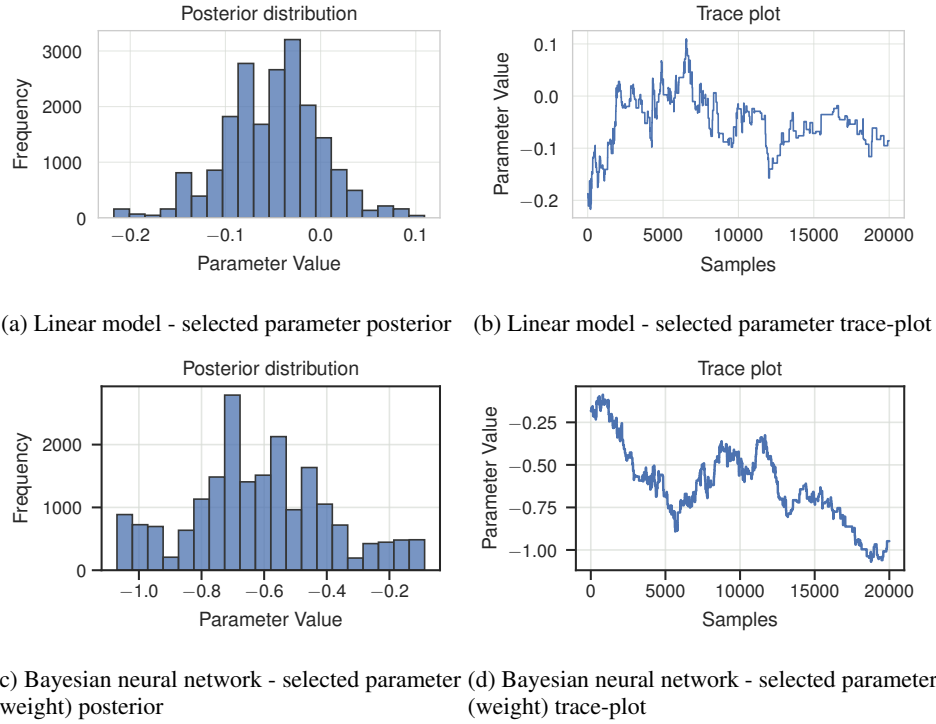 Posterior distribution
Trace plot
3000
2000
1000
0
Frequency
−0.2
−0.1
0.0
0.1
Parameter Value
0.1
0.0
−0.1
−0.2
Parameter Value
0
5000
10000
15000
20000
Samples
(a) Linear model - selected parameter posterior
(b) Linear model - selected parameter trace-plot
Posterior distribution
Trace plot
2000
1000
0
Frequency
−1.0
−0.8
−0.6
−0.4
−0.2
Parameter Value
−0.25
−0.50
−0.75
−1.00
Parameter Value
0
5000
10000
15000
20000
Samples
c) Bayesian neural network - selected parameter
weight) posterior
(d) Bayesian neural network - selected parameter
(weight) trace-plot